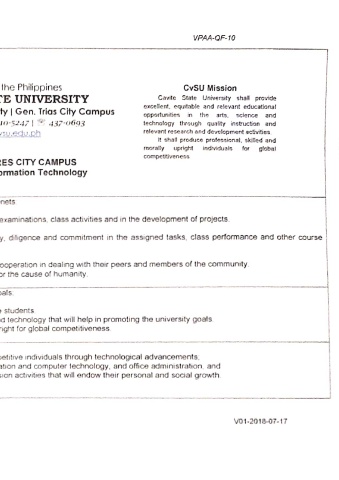 VPAA-QF-10
the Philippines
TE UNIVERSITY
ty | Gen. Trias City Campus
40-5247 | ☏ 437-0693
vsu.edu.ph
CvSU Mission
Cavite State University shall provide
excellent, equitable and relevant educational
opportunities in the arts, science and
technology through quality instruction and
relevant research and development activities.
It shall produce professional, skilled and
morally upright individuals for global
competitiveness.
RES CITY CAMPUS
ormation Technology
nets
examinations, class activities and in the development of projects.
y, diligence and commitment in the assigned tasks, class performance and other course
ooperation in dealing with their peers and members of the community.
or the cause of humanity.
oals:
e students.
d technology that will help in promoting the university goals.
ight for global competitiveness.
petitive individuals through technological advancements;
ation and computer technology, and office administration, and
sion activities that will endow their personal and social growth.
V01-2018-07-17